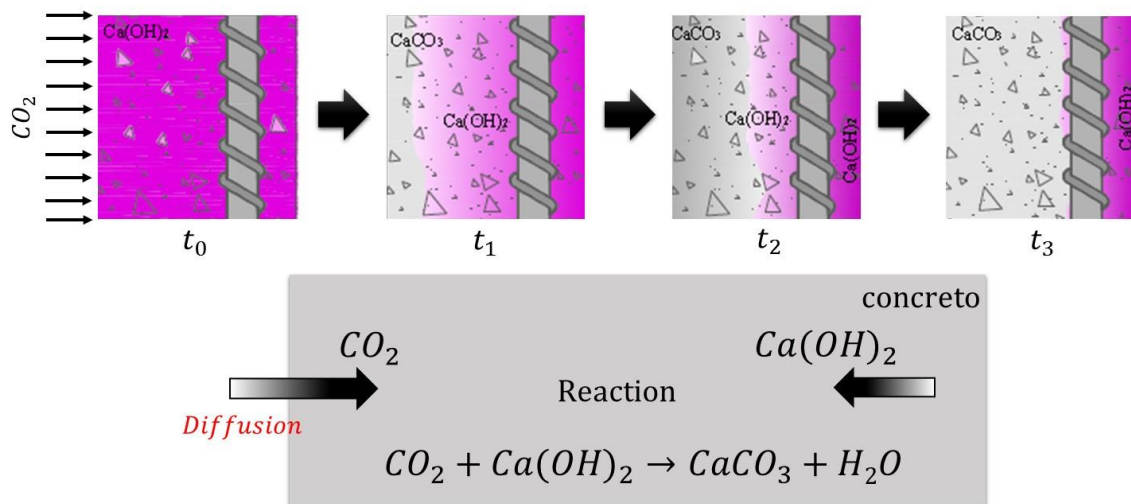 CO₂
Ca(OH)₂
CaCO₃
Ca(OH)₂
CaCO₃
Ca(OH)₂
Ca(OH)₂
CaCO₃
Ca(OH)₂
t₀
t₁
t₂
t₃
concreto
CO₂
Ca(OH)₂
Diffusion
Reaction
CO₂ + Ca(OH)₂ → CaCO₃ + H₂O